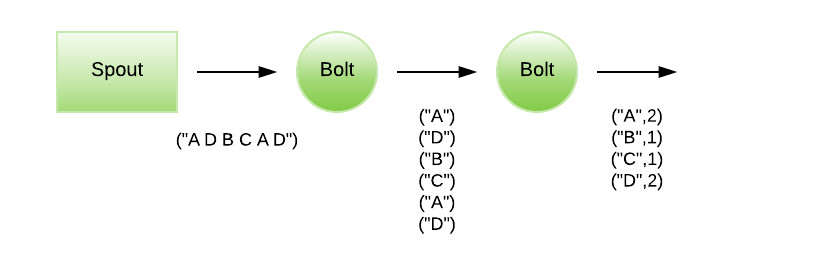 Spout
Bolt
Bolt
("A D B C A D")
("A")
("D")
("B")
("C")
("A")
("D")
("A",2)
("B",1)
("C",1)
("D",2)